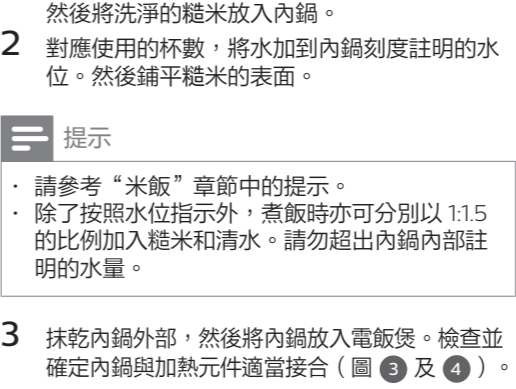 然後將洗淨的糙米放入內鍋。
2 對應使用的杯數，將水加到內鍋刻度註明的水
位。然後鋪平糙米的表面。
提示
· 請參考“米飯”章節中的提示。
· 除了按照水位指示外，煮飯時亦可分別以 1:1.5
的比例加入糙米和清水。請勿超出內鍋內部註
明的水量。
3 抹乾內鍋外部，然後將內鍋放入電飯煲。檢查並
確定內鍋與加熱元件適當接合（圖 3 及 4）。